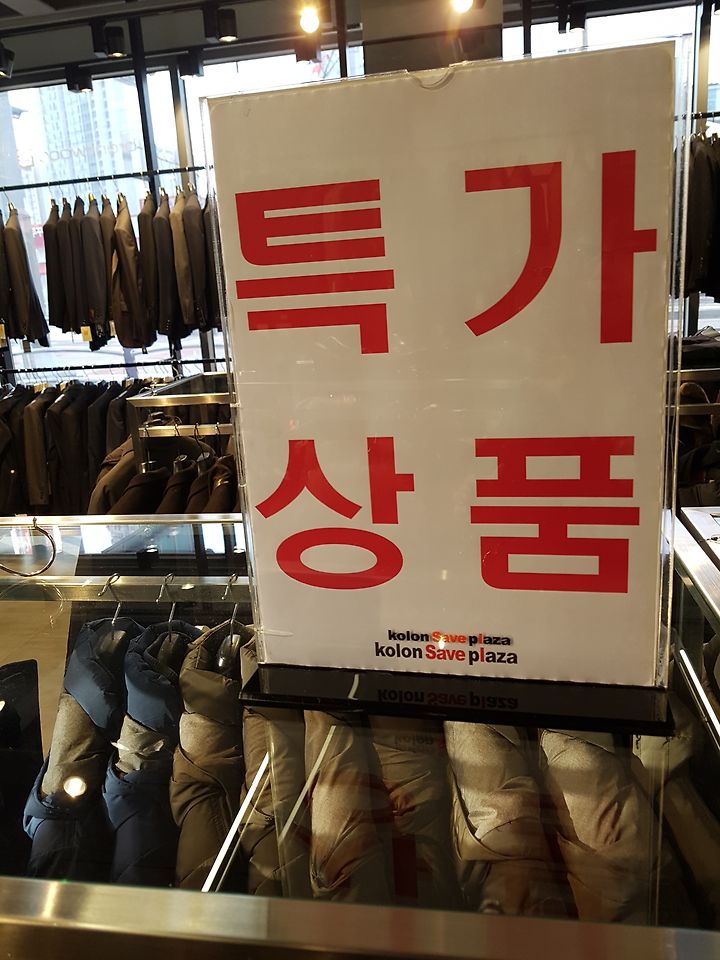 특가
상품
kolon Save plaza
kolon Save plaza